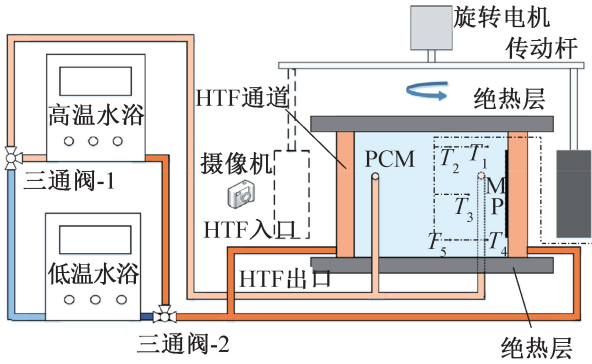 旋转电机
传动杆
HTF通道
绝热层
高温水浴
摄像机
PCM
T2
T1
三通阀-1
M
P
T3
HTF入口
T5
T4
低温水浴
HTF出口
三通阀-2
绝热层